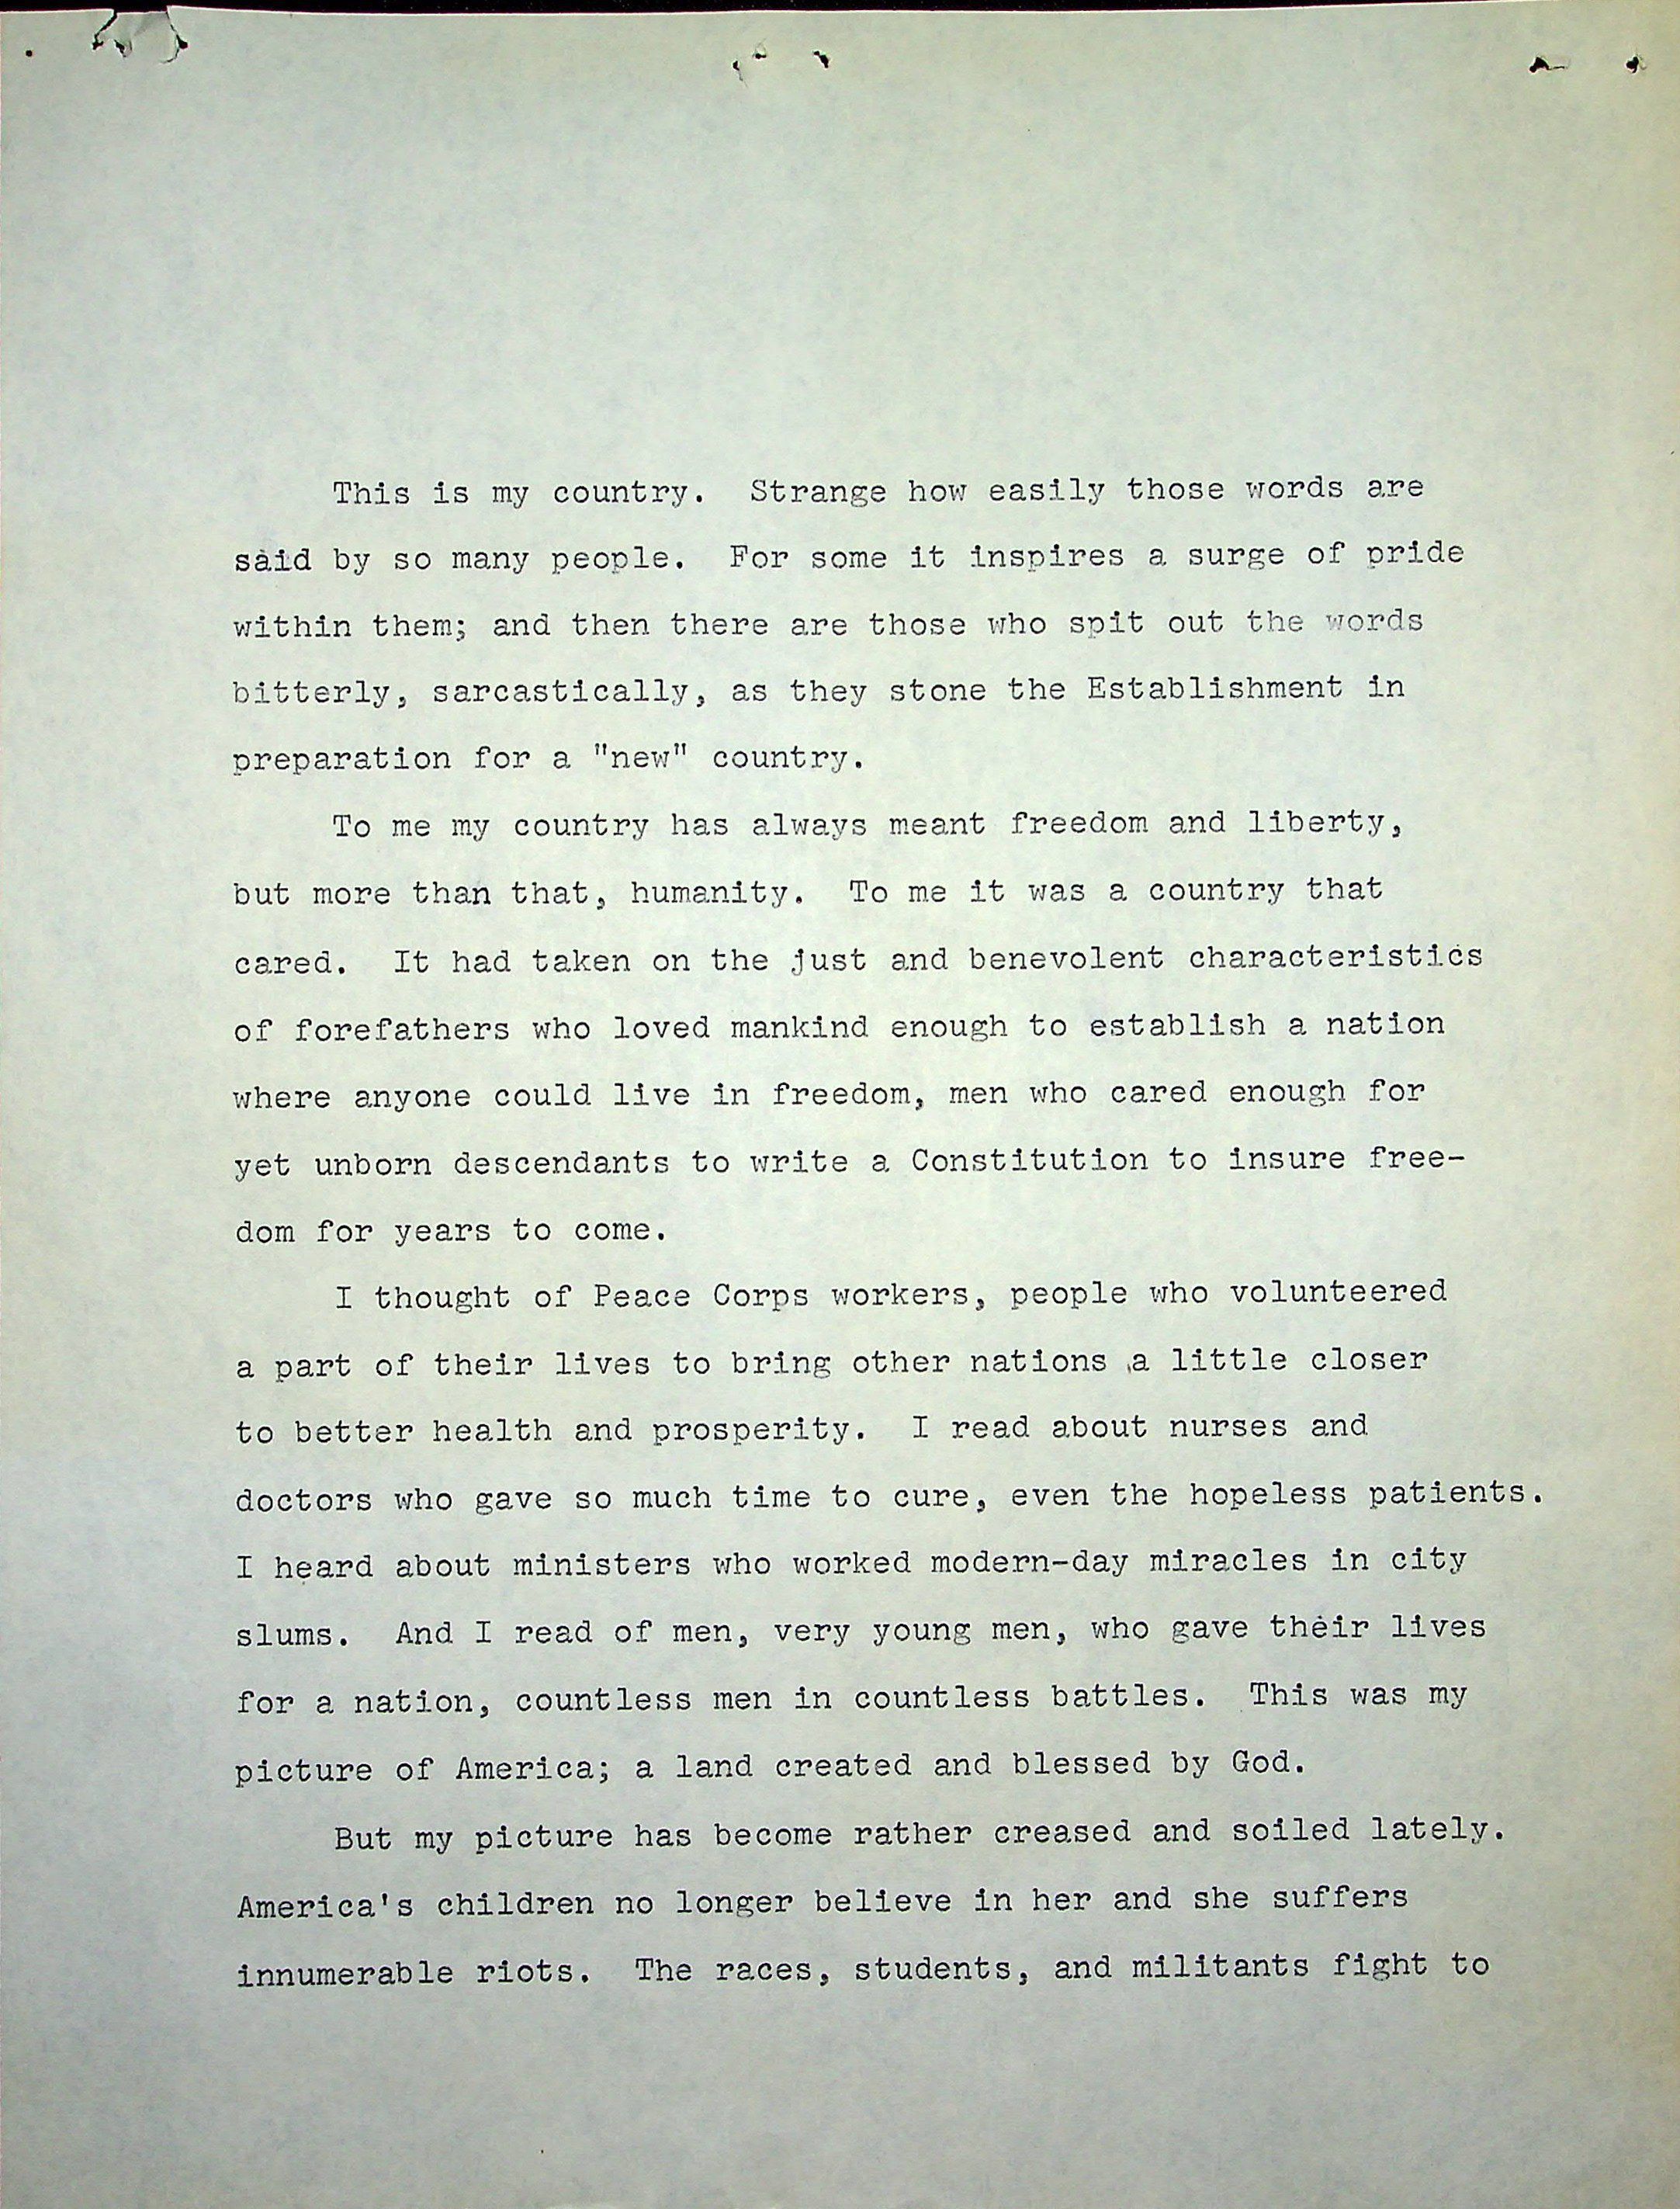 This is my country. Strange how easily those words are
said by so many people. For some it inspires a surge of pride
within them; and then there are those who spit out the words
bitterly, sarcastically, as they stone the Establishment in
preparation for a "new" country.
To me my country has always meant freedom and liberty,
but more than that, humanity. To me it was a country that
cared. It had taken on the just and benevolent characteristics
of forefathers who loved mankind enough to establish a nation
where anyone could live in freedom, men who cared enough for
yet unborn descendants to write a Constitution to insure free-
dom for years to come.
I thought of Peace Corps workers, people who volunteered
a part of their lives to bring other nations a little closer
to better health and prosperity. I read about nurses and
doctors who gave so much time to cure, even the hopeless patients.
I heard about ministers who worked modern-day miracles in city
slums. And I read of men, very young men, who gave their lives
for a nation, countless men in countless battles. This was my
picture of America; a land created and blessed by God.
But my picture has become rather creased and soiled lately.
America's children no longer believe in her and she suffers
innumerable riots. The races, students, and militants fight to